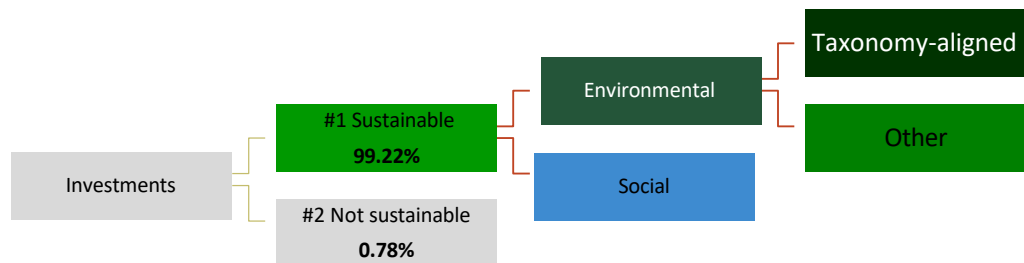 Investments
#1 Sustainable
99.22%
#2 Not sustainable
0.78%
Environmental
Social
Taxonomy-aligned
Other